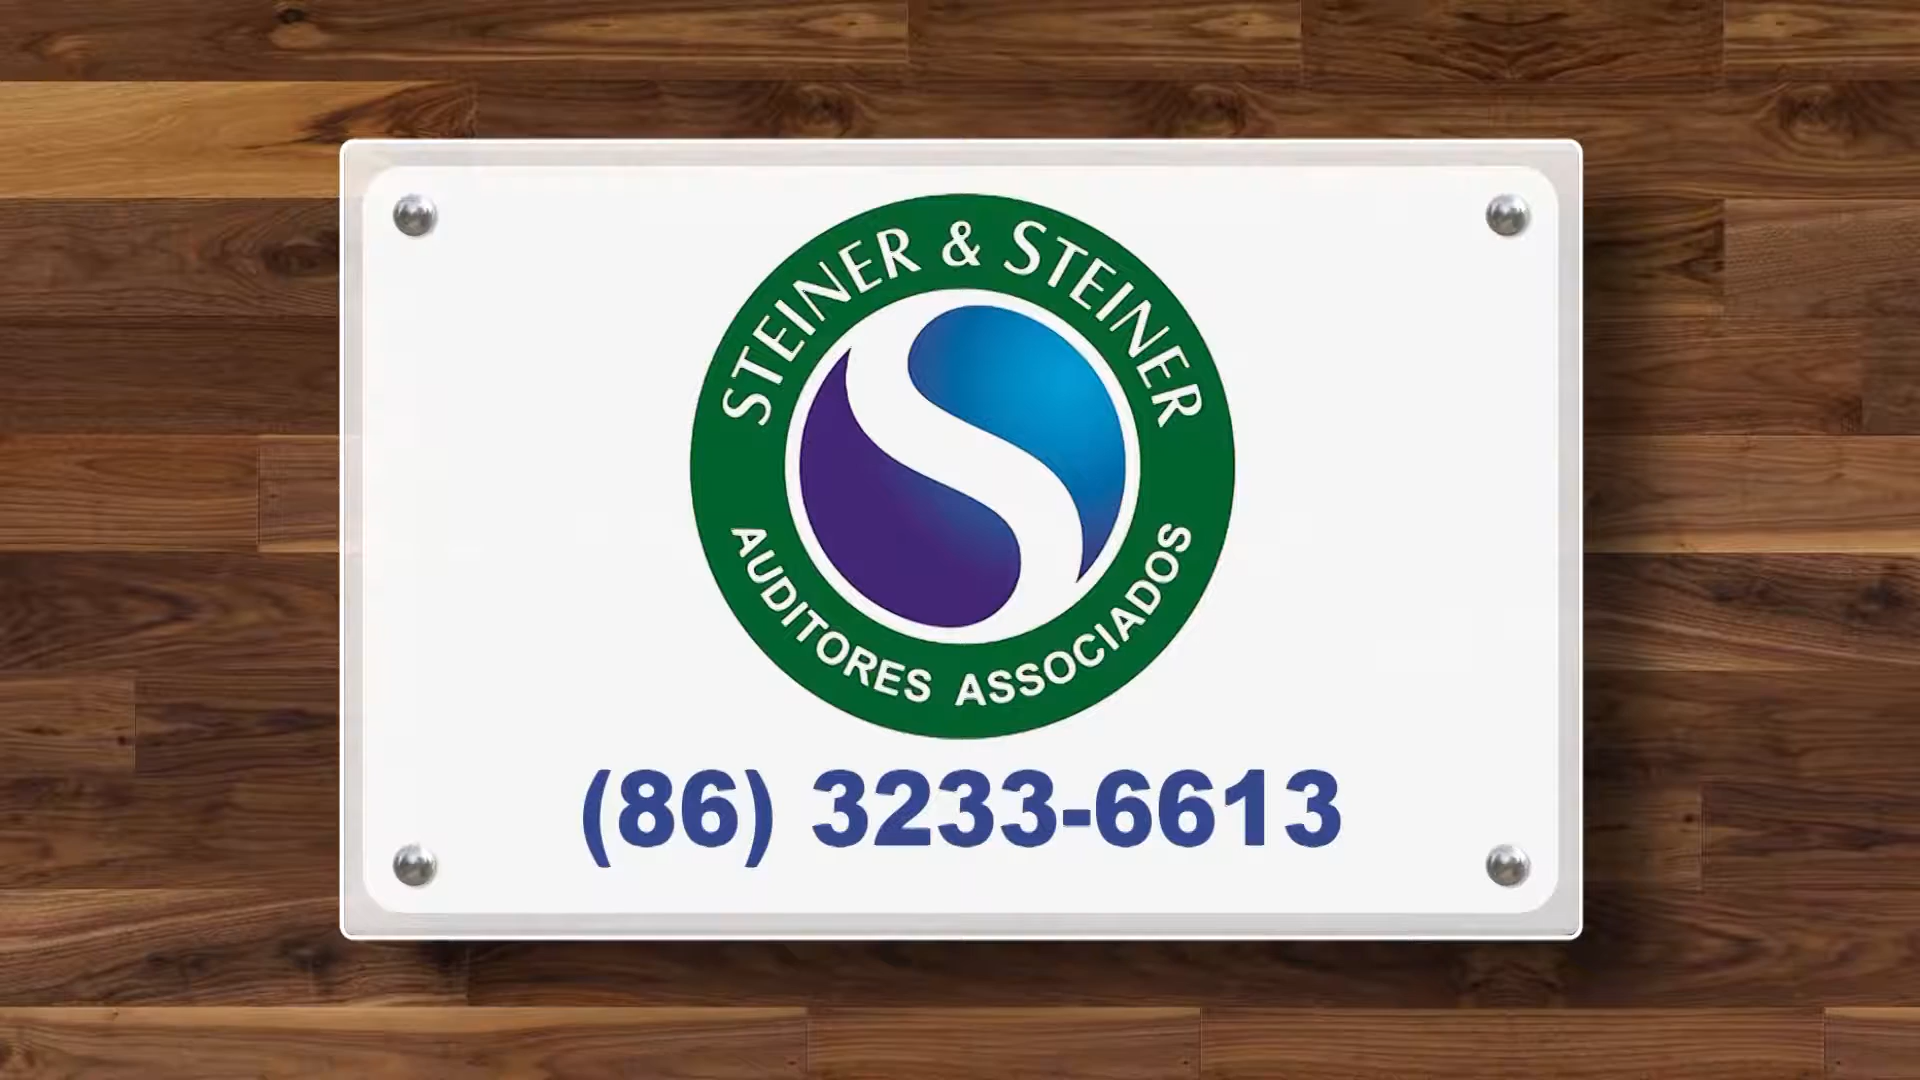 STEINER & STEINER
AUDITORES ASSOCIADOS
(86) 3233-6613